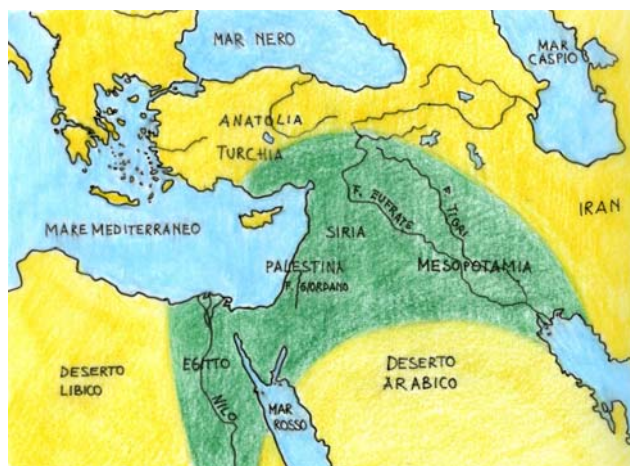 MAR NERO
MAR
CASPIO
ANATOLIA
TURCHIA
IRAN
F. TIGRI
F. EUFRATE
SIRIA
MARE MEDITERRANEO
PALESTINA
F. GIORDANO
MESOPOTAMIA
EGITTO
DESERTO
LIBICO
DESERTO
ARABICO
NILO
MAR
ROSSO